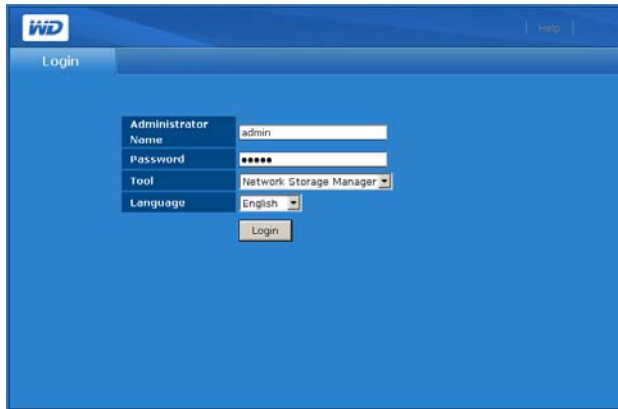 WD
Help
Login
Administrator
Name
admin
Password
•••••
Tool
Network Storage Manager
Language
English
Login